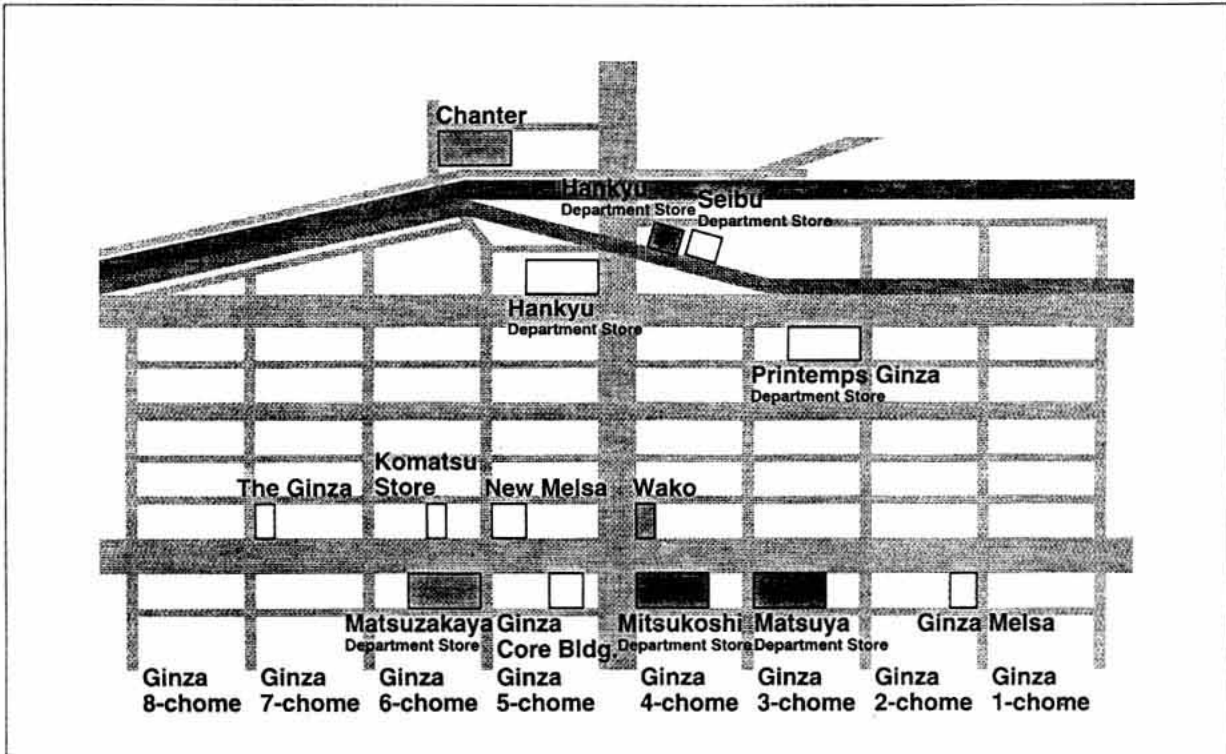 Chanter
Hankyu
Department Store
Seibu
Department Store
Hankyu
Department Store
Printemps Ginza
Department Store
The Ginza
Komatsu
Store
New Melsa
Wako
Matsuzakaya
Department Store
Ginza
Core Bldg.
Mitsukoshi
Department Store
Matsuya
Department Store
Ginza Melsa
Ginza
8-chome
Ginza
7-chome
Ginza
6-chome
Ginza
5-chome
Ginza
4-chome
Ginza
3-chome
Ginza
2-chome
Ginza
1-chome